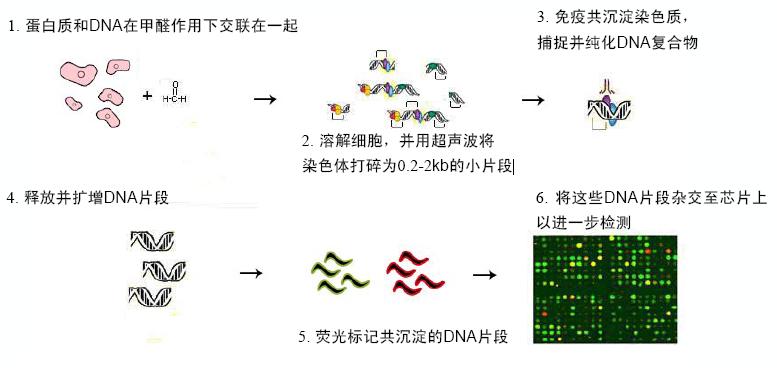 1. 蛋白质和DNA在甲醛作用下交联在一起
+
O
H-C-H
2. 溶解细胞，并用超声波将
染色体打碎为0.2-2kb的小片段
3. 免疫共沉淀染色质，
捕捉并纯化DNA复合物
4. 释放并扩增DNA片段
5. 荧光标记共沉淀的DNA片段
6. 将这些DNA片段杂交至芯片上
以进一步检测